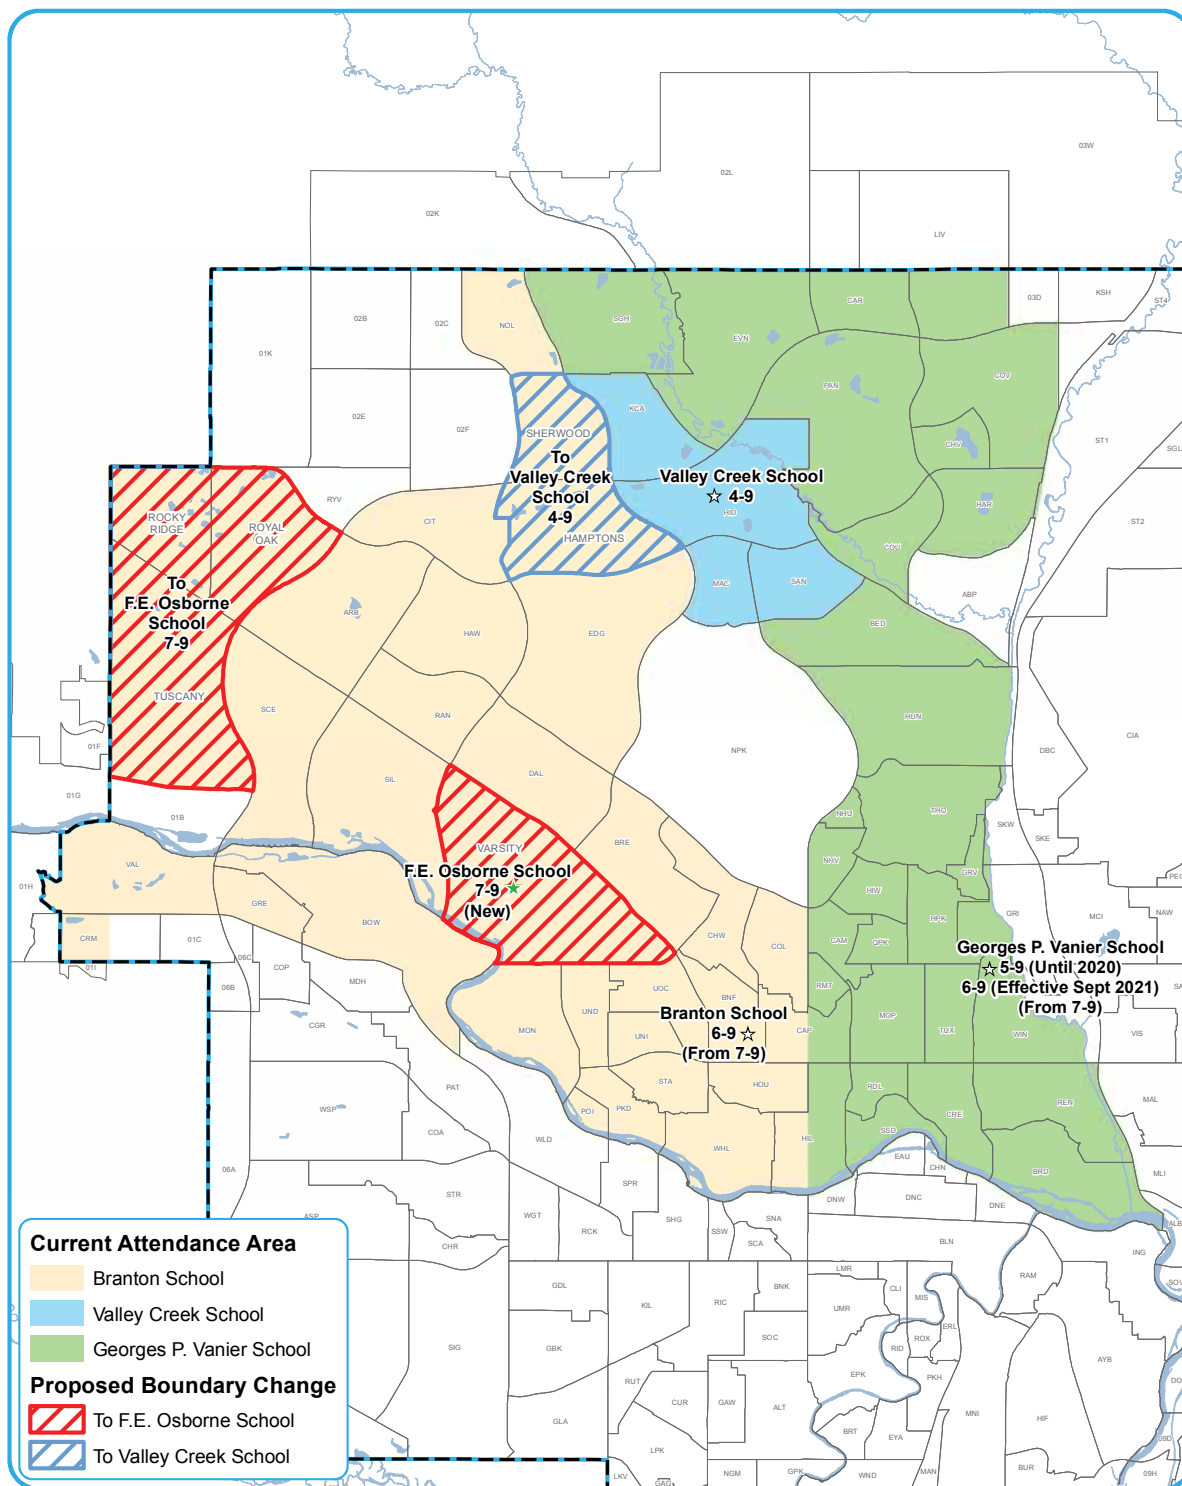 03W
02L
02K
LIV
03D
KSH
ST4
02B
02C
NOL
SGH
CAR
EVN
01K
PAN
COV
02E
02F
KCA
SHERWOOD
To
Valley Creek
School
4-9
HAMPTONS
Valley Creek School
4-9
HID
CHV
ST1
SGL
HAR
ST2
ROCKY
RIDGE
ROYAL
OAK
RYV
CIT
COU
MAC
SAN
ABP
To
F.E. Osborne
School
7-9
ARB
HAW
EDG
BED
TUSCANY
SCE
RAN
HUN
01F
NPK
DBC
CIA
SIL
DAL
01G
01B
NHU
THO
SKW
SKE
VARSITY
BRE
F.E. Osborne School
7-9
(New)
NHV
VAL
01H
HIW
GRV
PEG
GRE
BOW
HPK
GRI
MCI
NAW
CRM
01C
06C
CHW
COL
CAM
QPK
Georges P. Vanier School
5-9 (Until 2020)
6-9 (Effective Sept 2021)
(From 7-9)
01I
COP
MDH
06B
UOC
BNF
RMT
SA
CGR
MON
UND
UNI
Branton School
6-9
(From 7-9)
CAP
MOP
TUX
WIN
VIS
PAT
STA
HOU
RDL
CRE
REN
MAL
WSP
COA
POI
PKD
WLD
WHL
HIL
SSD
EAU
CHN
BRD
MLI
06A
STR
SPR
DNW
DNC
DNE
ASP
WGT
RCK
SHG
SSW
SNA
SCA
ALB
CHR
BLN
ING
Current Attendance Area
Branton School
Valley Creek School
Georges P. Vanier School
Proposed Boundary Change
To F.E. Osborne School
To Valley Creek School
GDL
KIL
RIC
BNK
LMR
CLI
MIS
RAM
SOV
UMR
SIG
GBK
SOC
RID
ROX
ERL
AYB
RUT
CUR
GAW
ALT
EPK
PKH
DO
GLA
MNI
HIF
BRT
EYA
09D
LPK
LKV
GAG
NGM
GPK
WND
MAN
BUR
09H